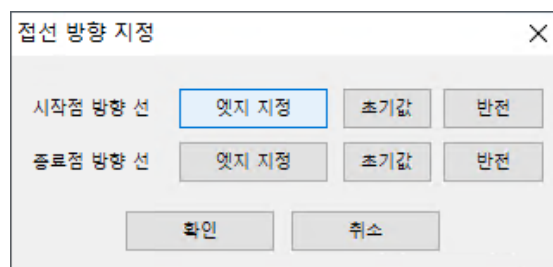 접선 방향 지정
시작점 방향 선 엣지 지정 초기값 반전
종료점 방향 선 엣지 지정 초기값 반전
확인 취소